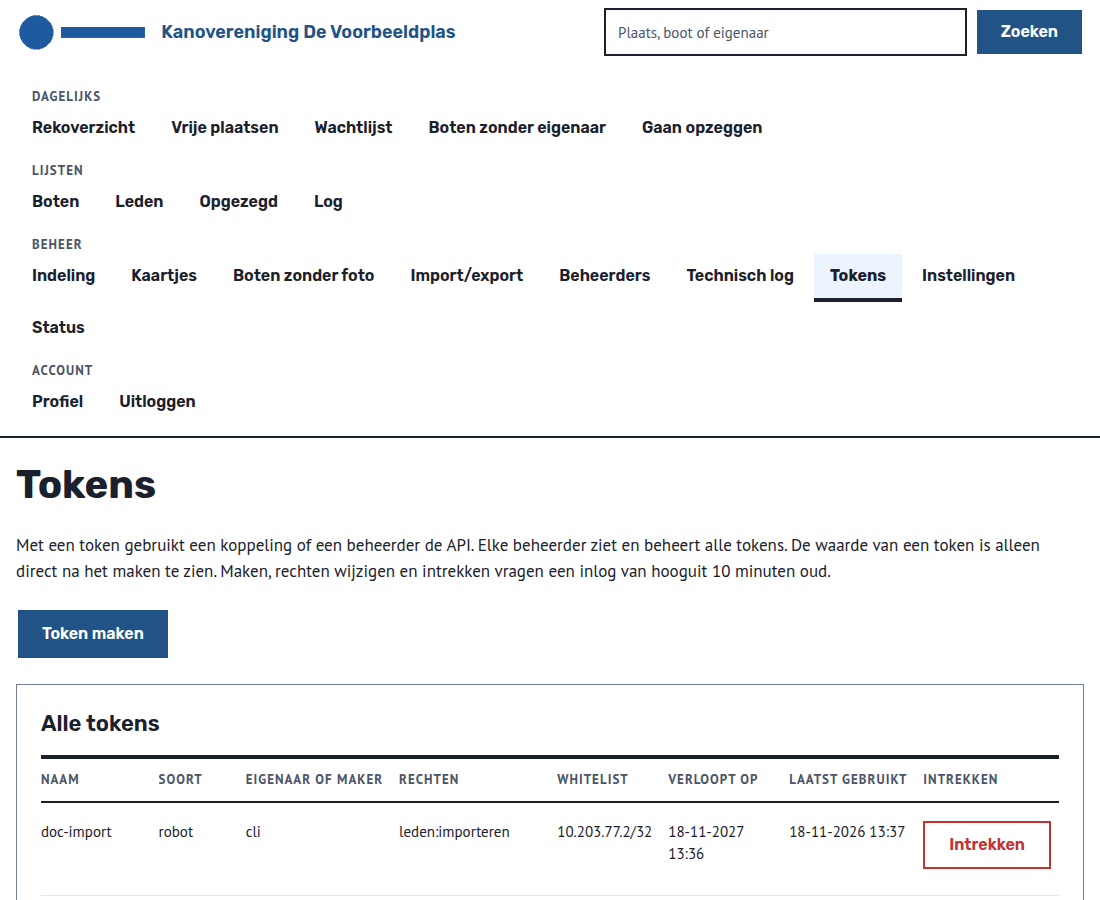 Kanovereniging De Voorbeeldplas
Plaats, boot of eigenaar
Zoeken
DAGELIJKS
Rekoverzicht Vrije plaatsen Wachtlijst Boten zonder eigenaar Gaan opzeggen
LIJSTEN
Boten Leden Opgezegd Log
BEHEER
Indeling Kaartjes Boten zonder foto Import/export Beheerders Technisch log Tokens Instellingen
Status
ACCOUNT
Profiel Uitloggen
Tokens
Met een token gebruikt een koppeling of een beheerder de API. Elke beheerder ziet en beheert alle tokens. De waarde van een token is alleen
direct na het maken te zien. Maken, rechten wijzigen en intrekken vragen een inlog van hooguit 10 minuten oud.
Token maken
Alle tokens
NAAM SOORT EIGENAAR OF MAKER RECHTEN WHITELIST VERLOOPT OP LAATST GEBRUIKT INTREKKEN
doc-import robot cli leden:importeren 10.203.77.2/32 18-11-2027 18-11-2026 13:37 Intrekken
13:36